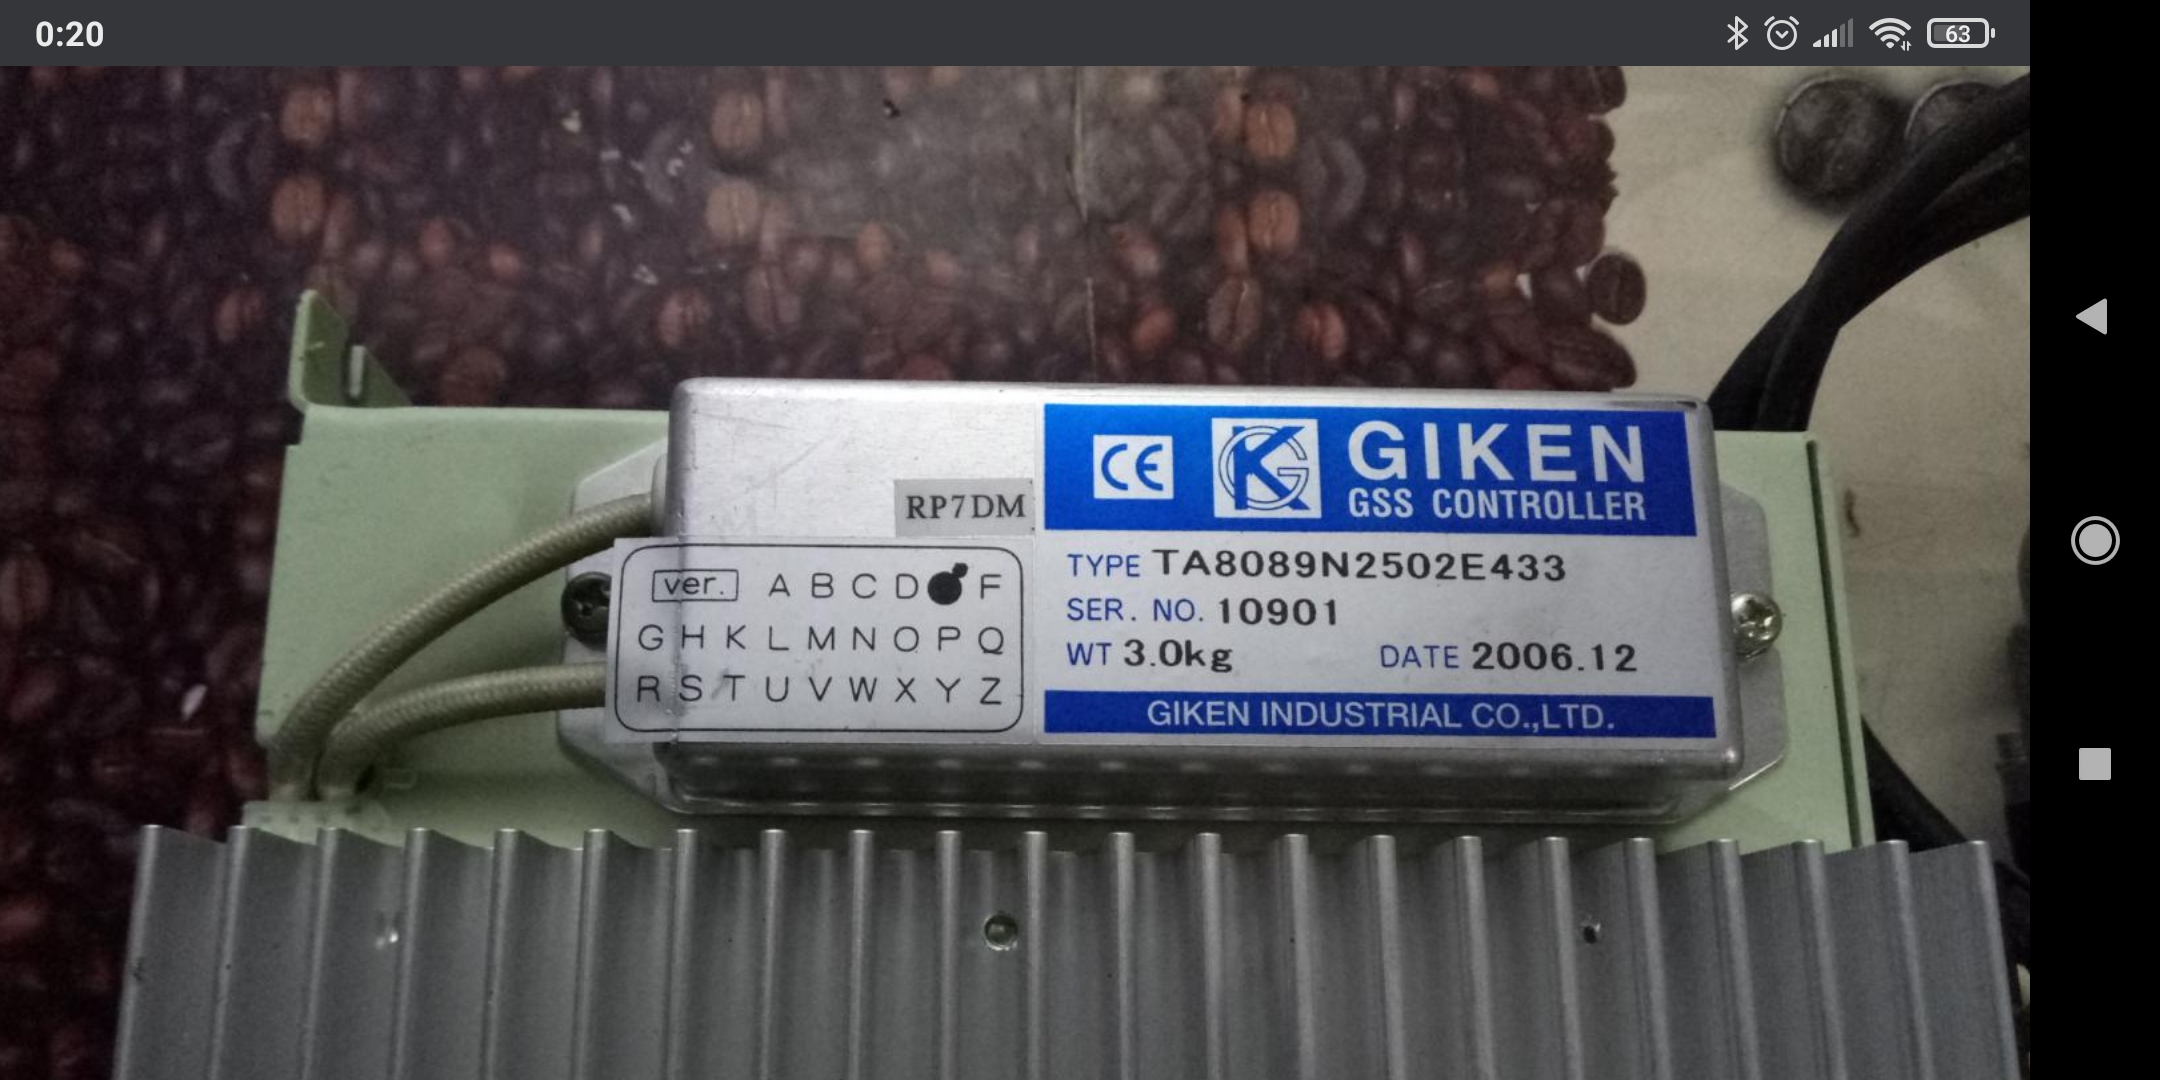 0:20
63
CE
GIKEN
GSS CONTROLLER
RP7DM
TYPE TA8089N2502E433
SER. NO. 10901
WT 3.0kg DATE 2006.12
GIKEN INDUSTRIAL CO.,LTD.
ver. A B C D F
G H K L M N O P Q
R S T U V W X Y Z